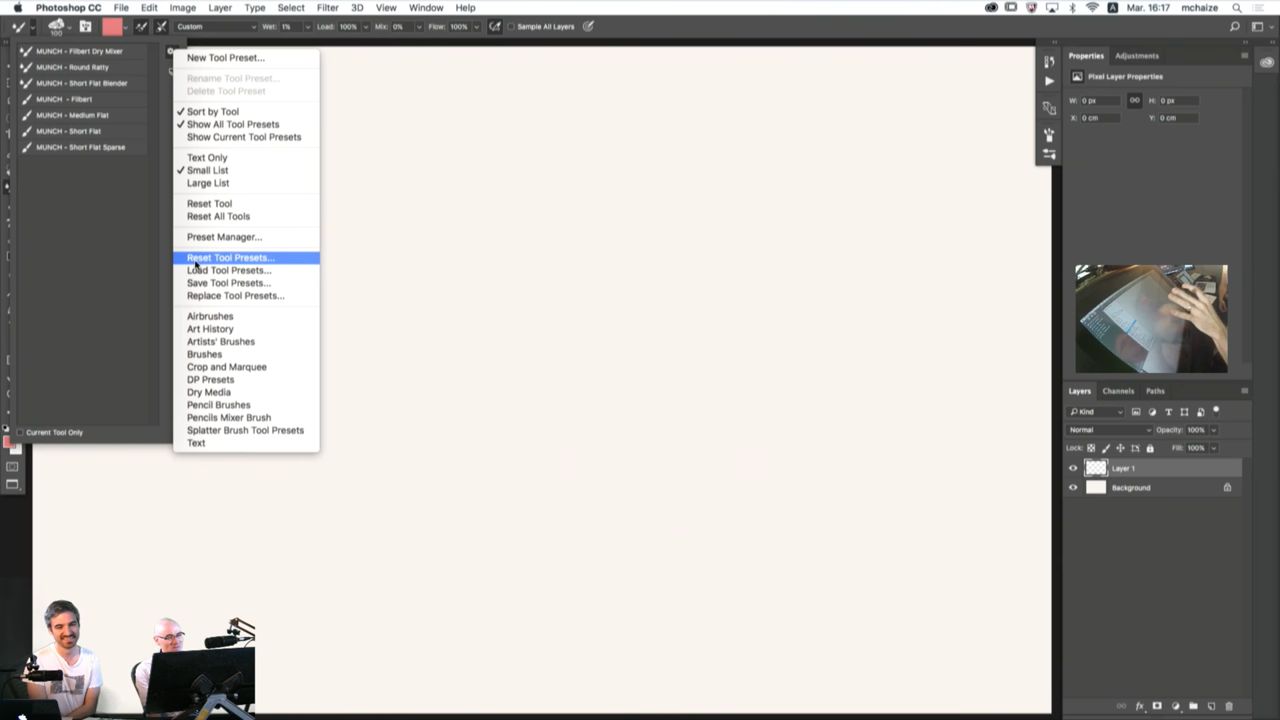 Photoshop CC File Edit Image Layer Type Select Filter 3D View Window Help Mar. 16:17 mchaize
100 Custom Wet: 1% Load: 100% Mix: 0% Flow: 100% Sample All Layers
MUNCH - Filbert Dry Mixer
MUNCH - Round Ratty
MUNCH - Short Flat Blender
MUNCH - Filbert
MUNCH - Medium Flat
MUNCH - Short Flat
MUNCH - Short Flat Sparse
Current Tool Only
New Tool Preset...
Rename Tool Preset...
Delete Tool Preset
Sort by Tool
Show All Tool Presets
Show Current Tool Presets
Text Only
Small List
Large List
Reset Tool
Reset All Tools
Preset Manager...
Reset Tool Presets...
Load Tool Presets...
Save Tool Presets...
Replace Tool Presets...
Airbrushes
Art History
Artists' Brushes
Brushes
Crop and Marquee
DP Presets
Dry Media
Pencil Brushes
Pencils Mixer Brush
Splatter Brush Tool Presets
Text
Properties Adjustments
Pixel Layer Properties
W: 0 px H: 0 px
X: 0 cm Y: 0 cm
Layers Channels Paths
Kind
Normal Opacity: 100%
Lock: Fill: 100%
Layer 1
Background